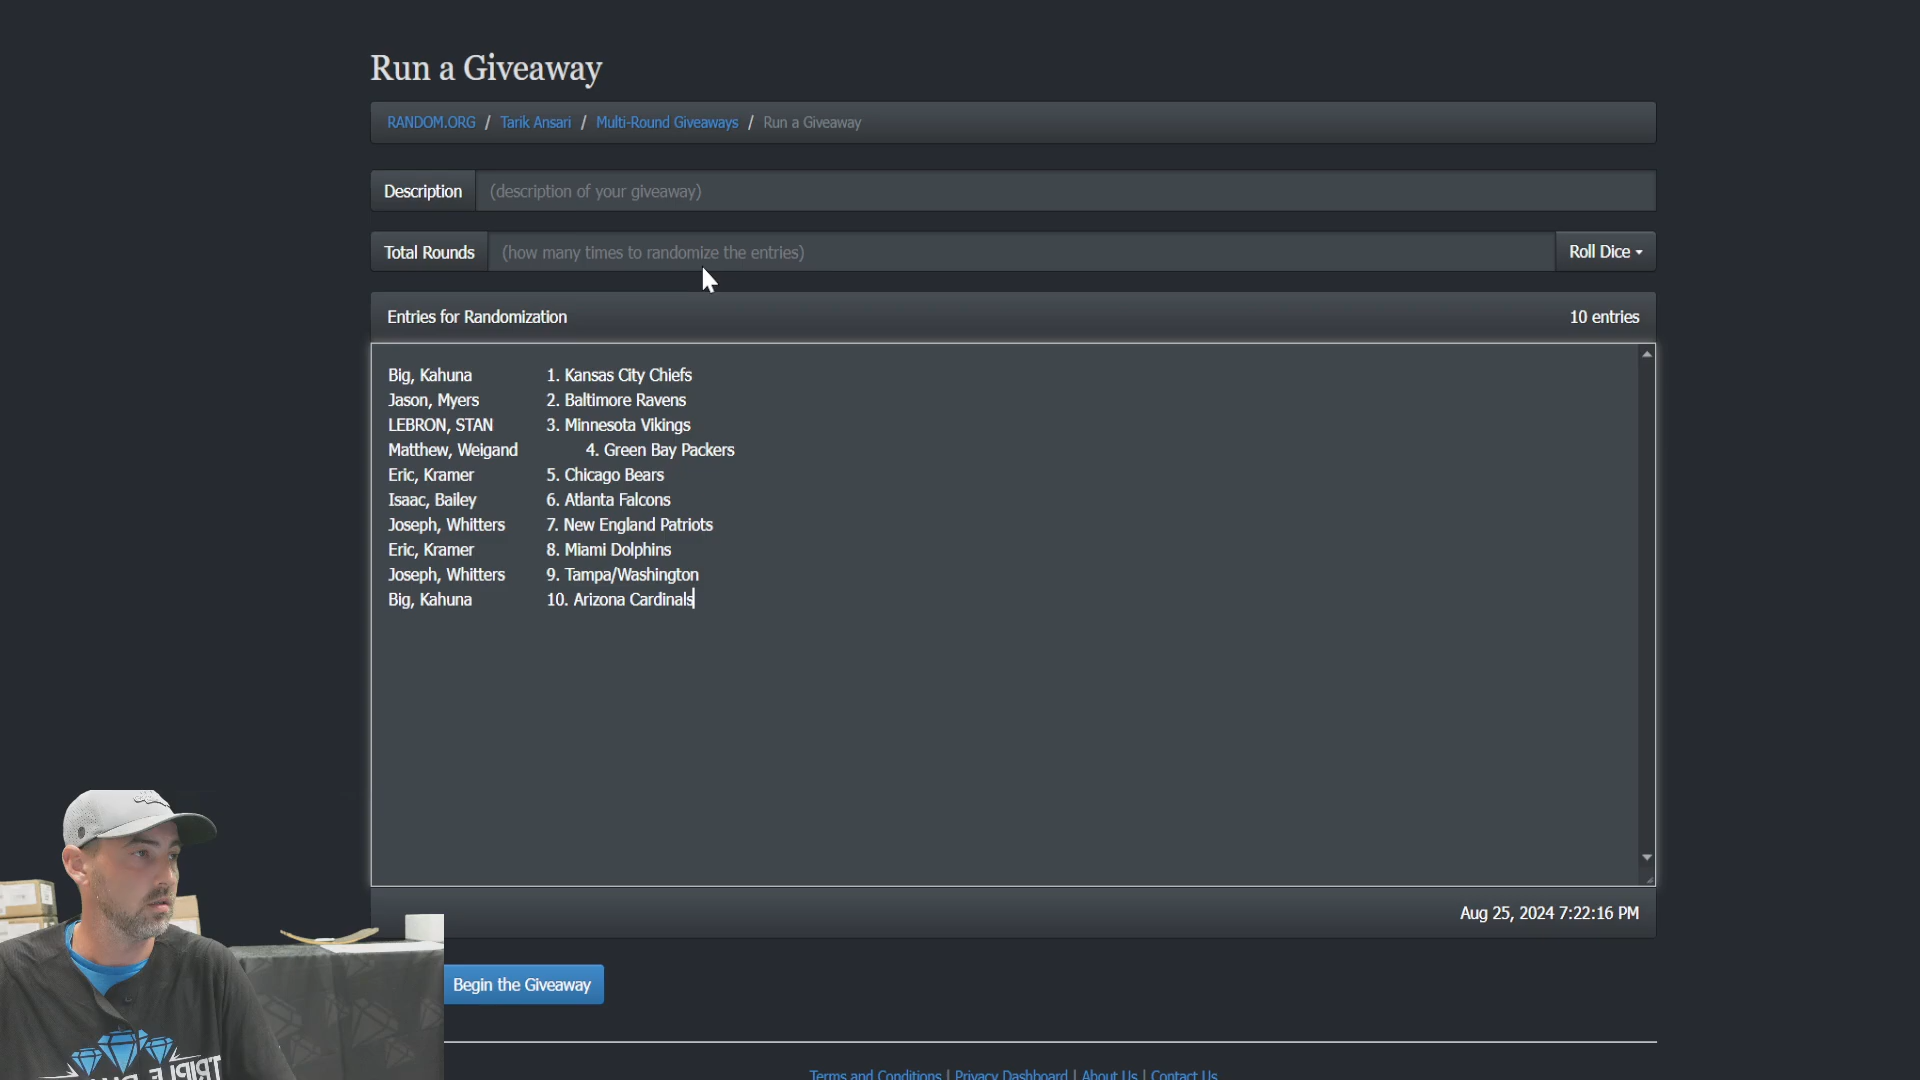 Run a Giveaway
RANDOM.ORG / Tarik Ansari / Multi-Round Giveaways / Run a Giveaway
Description (description of your giveaway)
Total Rounds (how many times to randomize the entries) Roll Dice
Entries for Randomization 10 entries
Big, Kahuna 1. Kansas City Chiefs
Jason, Myers 2. Baltimore Ravens
LEBRON, STAN 3. Minnesota Vikings
Matthew, Weigand 4. Green Bay Packers
Eric, Kramer 5. Chicago Bears
Isaac, Bailey 6. Atlanta Falcons
Joseph, Whitters 7. New England Patriots
Eric, Kramer 8. Miami Dolphins
Joseph, Whitters 9. Tampa/Washington
Big, Kahuna 10. Arizona Cardinals
Aug 25, 2024 7:22:16 PM
Begin the Giveaway
Terms and Conditions | Privacy Dashboard | About Us | Contact Us
TRIPLE